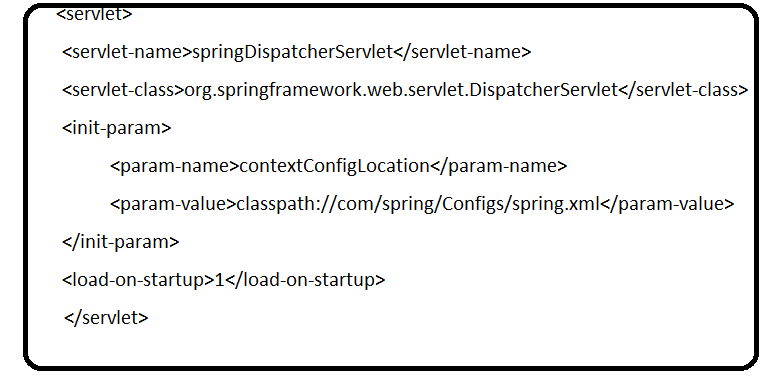 <servlet>
<servlet-name>springDispatcherServlet</servlet-name>
<servlet-class>org.springframework.web.servlet.DispatcherServlet</servlet-class>
<init-param>
<param-name>contextConfigLocation</param-name>
<param-value>classpath://com/spring/Configs/spring.xml</param-value>
</init-param>
<load-on-startup>1</load-on-startup>
</servlet>